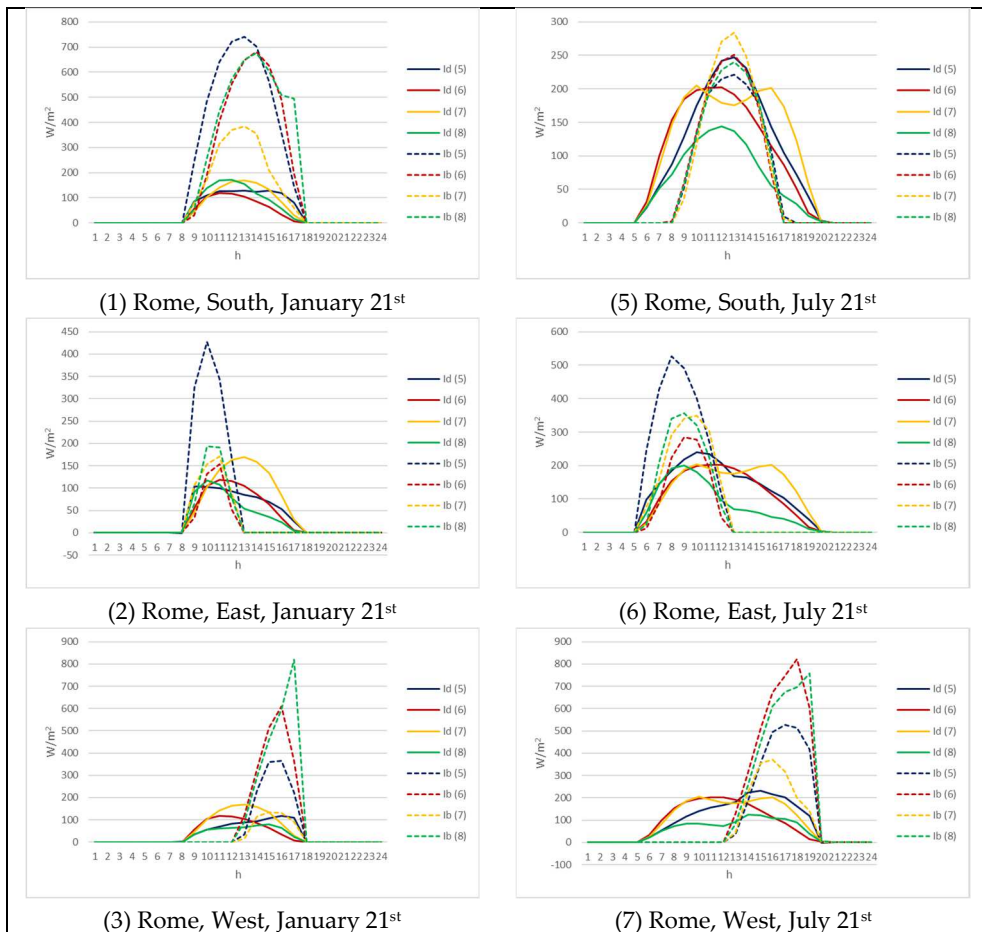 800
700
600
500
400
300
200
100
0
W/m²
1 2 3 4 5 6 7 8 9 10 11 12 13 14 15 16 17 18 19 20 21 22 23 24
h
Id (5)
Id (6)
Id (7)
Id (8)
Ib (5)
Ib (6)
Ib (7)
Ib (8)
(1) Rome, South, January 21st
300
250
200
150
100
50
0
W/m²
1 2 3 4 5 6 7 8 9 10 11 12 13 14 15 16 17 18 19 20 21 22 23 24
h
Id (5)
Id (6)
Id (7)
Id (8)
Ib (5)
Ib (6)
Ib (7)
Ib (8)
(5) Rome, South, July 21st
450
400
350
300
250
200
150
100
50
0
-50
W/m²
1 2 3 4 5 6 7 8 9 10 11 12 13 14 15 16 17 18 19 20 21 22 23 24
h
Id (5)
Id (6)
Id (7)
Id (8)
Ib (5)
Ib (6)
Ib (7)
Ib (8)
(2) Rome, East, January 21st
600
500
400
300
200
100
0
W/m²
1 2 3 4 5 6 7 8 9 10 11 12 13 14 15 16 17 18 19 20 21 22 23 24
h
Id (5)
Id (6)
Id (7)
Id (8)
Ib (5)
Ib (6)
Ib (7)
Ib (8)
(6) Rome, East, July 21st
900
800
700
600
500
400
300
200
100
0
W/m²
1 2 3 4 5 6 7 8 9 10 11 12 13 14 15 16 17 18 19 20 21 22 23 24
h
Id (5)
Id (6)
Id (7)
Id (8)
Ib (5)
Ib (6)
Ib (7)
Ib (8)
(3) Rome, West, January 21st
900
800
700
600
500
400
300
200
100
0
-100
W/m²
1 2 3 4 5 6 7 8 9 10 11 12 13 14 15 16 17 18 19 20 21 22 23 24
h
Id (5)
Id (6)
Id (7)
Id (8)
Ib (5)
Ib (6)
Ib (7)
Ib (8)
(7) Rome, West, July 21st